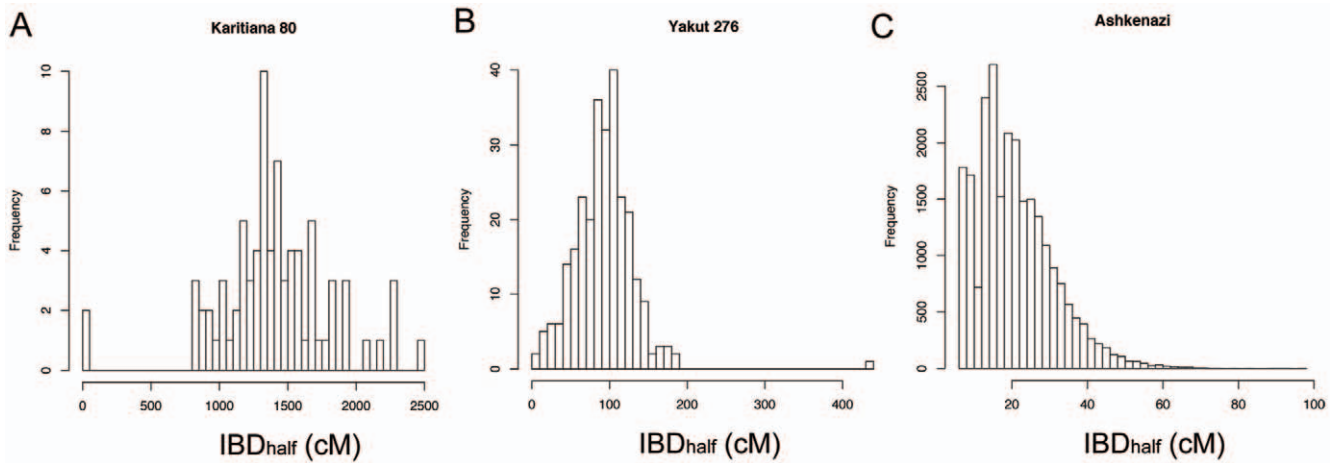 A
Karitiana 80
Frequency
10
8
6
4
2
0
0 500 1000 1500 2000 2500
IBDhalf (cM)
B
Yakut 276
Frequency
40
30
20
10
0
0 100 200 300 400
IBDhalf (cM)
C
Ashkenazi
Frequency
2500
2000
1500
1000
500
0
20 40 60 80 100
IBDhalf (cM)